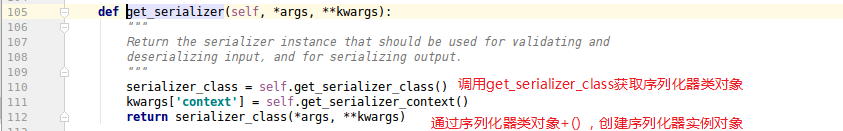 105 def get_serializer(self, *args, **kwargs):
106 """
107 Return the serializer instance that should be used for validating and
108 deserializing input, and for serializing output.
109 """
110 serializer_class = self.get_serializer_class() 调用get_serializer_class获取序列化器类对象
111 kwargs['context'] = self.get_serializer_context()
112 return serializer_class(*args, **kwargs) 通过序列化器类对象+()，创建序列化器实例对象